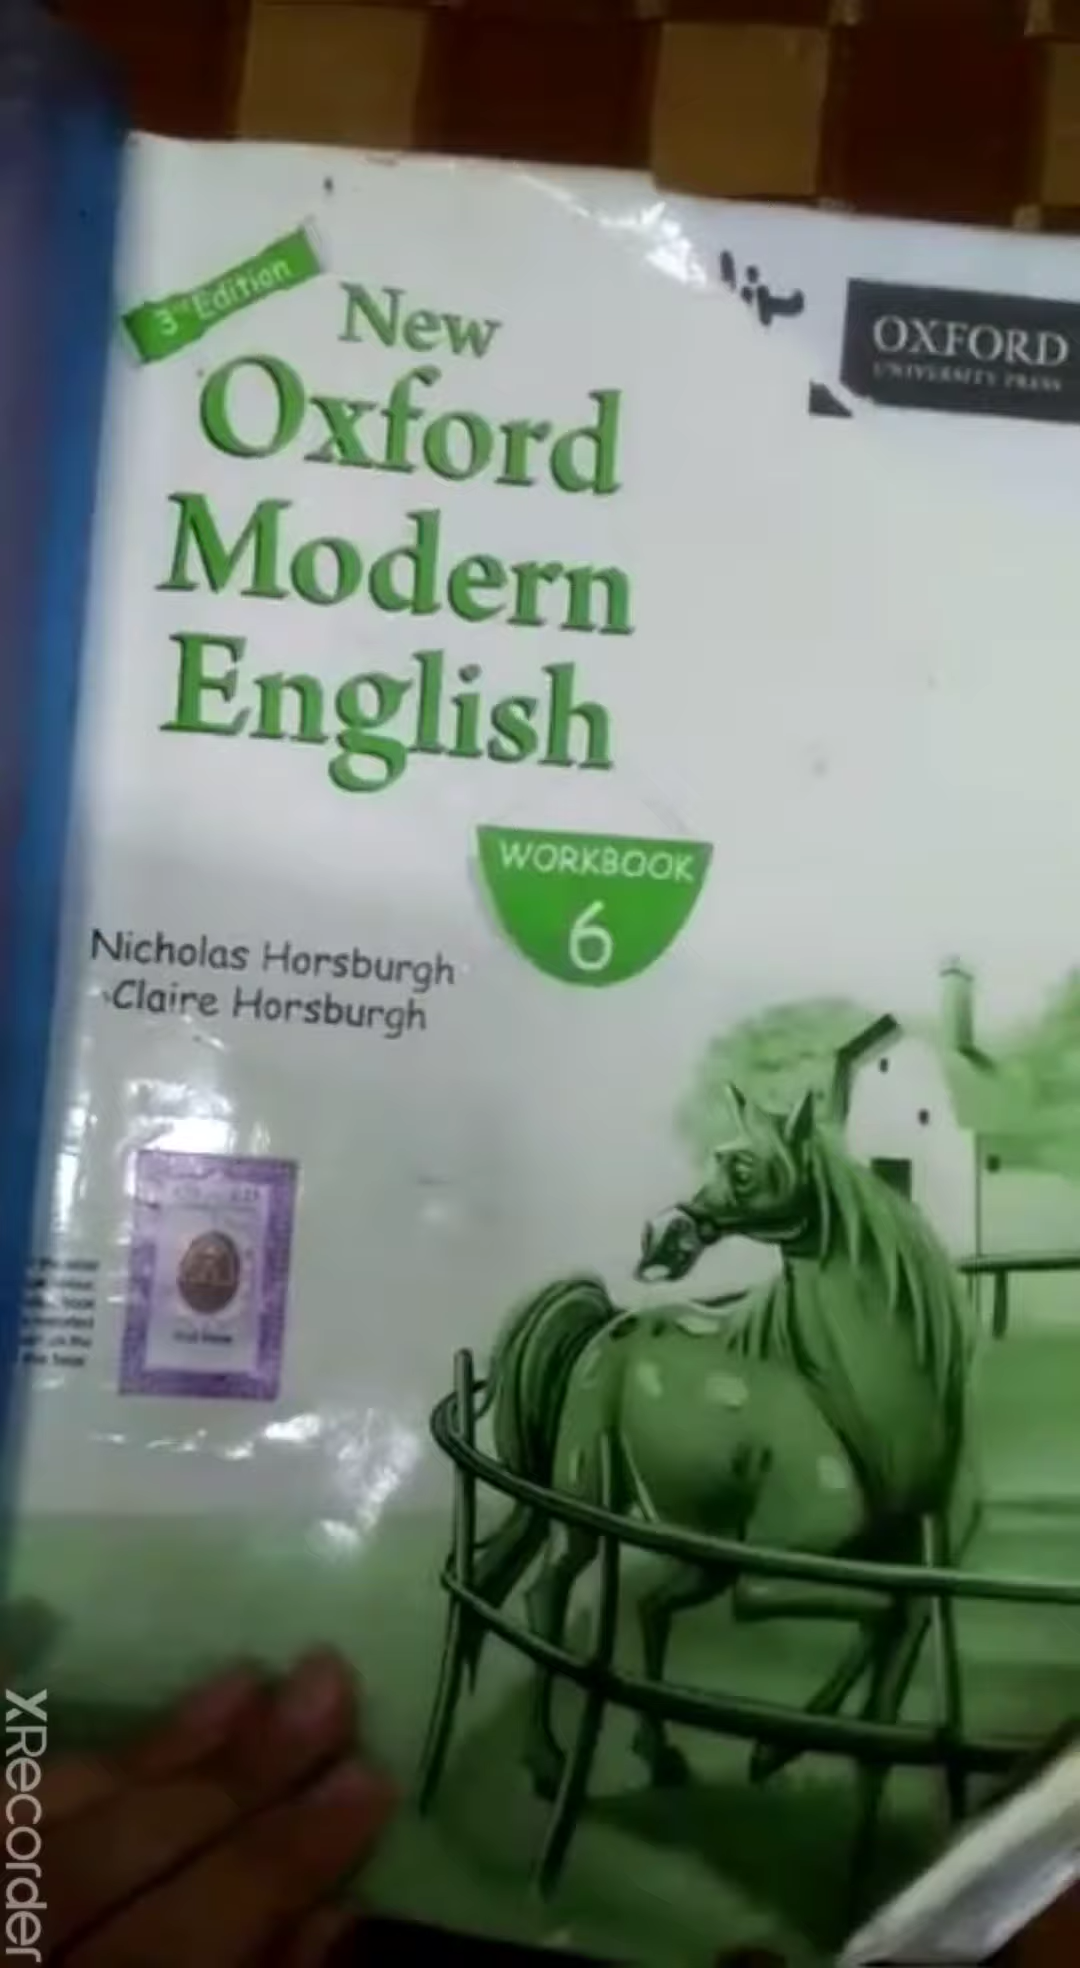 3rd Edition
New
Oxford
Modern
English
OXFORD
UNIVERSITY PRESS
WORKBOOK
6
Nicholas Horsburgh
Claire Horsburgh
XRecorder